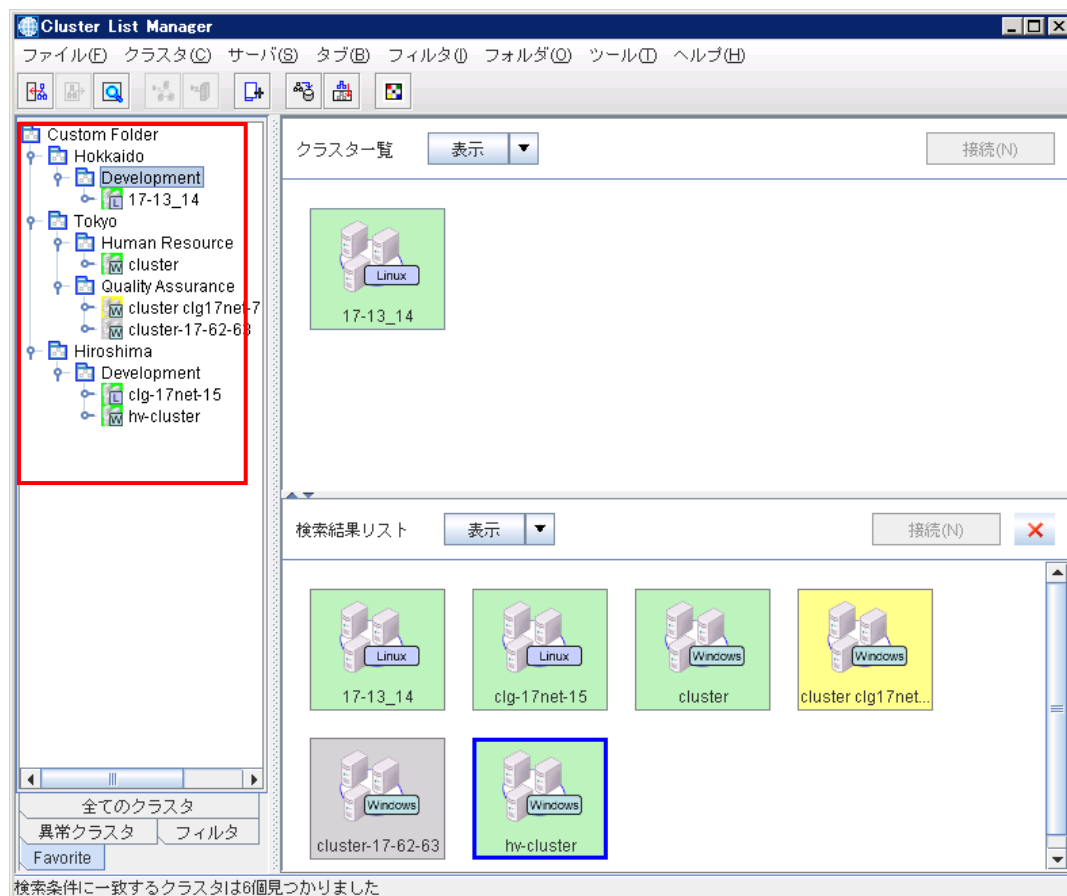 Cluster List Manager
ファイル(F) クラスタ(C) サーバ(S) タブ(B) フィルタ(I) フォルダ(O) ツール(T) ヘルプ(H)
Custom Folder
Hokkaido
Development
L 17-13_14
Tokyo
Human Resource
W cluster
Quality Assurance
W cluster clg17net-7
W cluster-17-62-63
Hiroshima
Development
L clg-17net-15
W hv-cluster
全てのクラスタ
異常クラスタ フィルタ
Favorite
クラスタ一覧 表示 接続(N)
Linux
17-13_14
検索結果リスト 表示 接続(N)
Linux Linux Windows Windows
17-13_14 clg-17net-15 cluster cluster clg17net...
Windows Windows
cluster-17-62-63 hv-cluster
検索条件に一致するクラスタは6個見つかりました